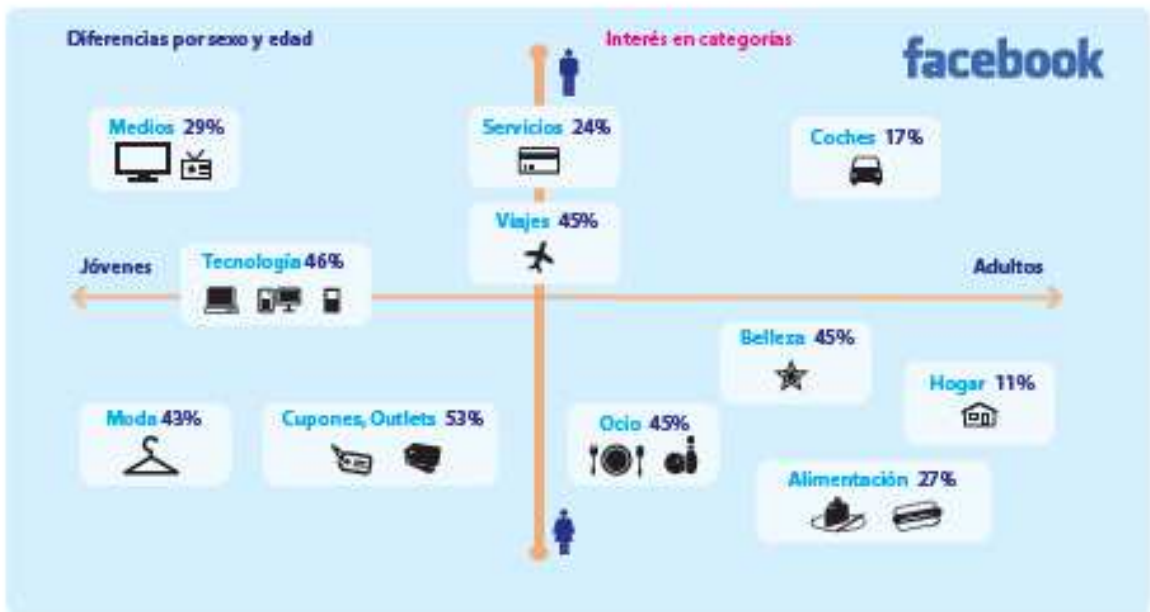 Diferencias por sexo y edad
Interés en categorías
facebook
Medios 29%
Servicios 24%
Coches 17%
Viajes 45%
Jóvenes
Tecnología 46%
Adultos
Belleza 45%
Hogar 11%
Moda 43%
Cupones, Outlets 53%
Ocio 45%
Alimentación 27%